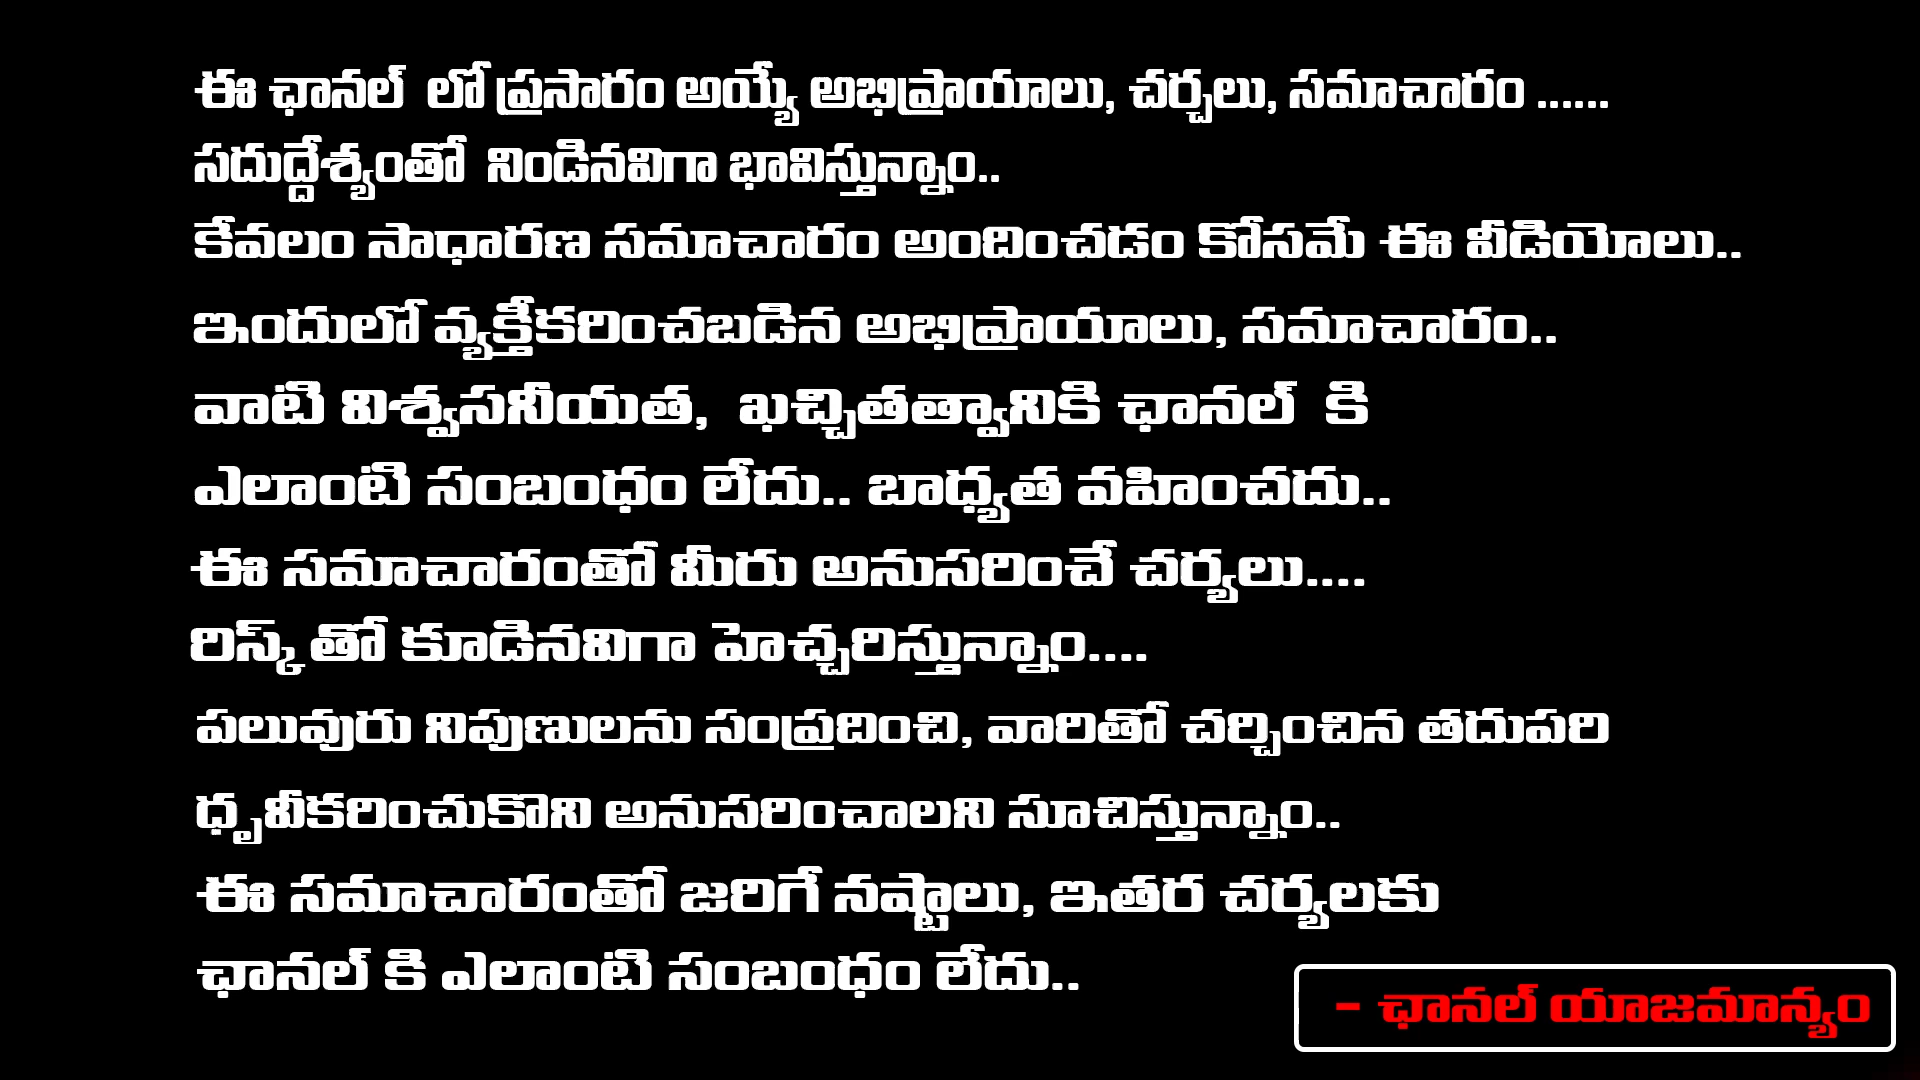 ఈ ఛానల్ లో ప్రసారం అయ్యే అభిప్రాయాలు, చర్చలు, సమాచారం ......
సదుద్దేశ్యంతో నిండినవిగా భావిస్తున్నాం..
కేవలం సాధారణ సమాచారం అందించడం కోసమే ఈ వీడియోలు..
ఇందులో వ్యక్తీకరించబడిన అభిప్రాయాలు, సమాచారం..
వాటి విశ్వసనీయత, ఖచ్చితత్వానికి ఛానల్ కి
ఎలాంటి సంబంధం లేదు.. బాధ్యత వహించదు..
ఈ సమాచారంతో మీరు అనుసరించే చర్యలు....
రిస్క్ తో కూడినవిగా హెచ్చరిస్తున్నాం....
పలువురు నిపుణులను సంప్రదించి, వారితో చర్చించిన తదుపరి
ధృవీకరించుకొని అనుసరించాలని సూచిస్తున్నాం..
ఈ సమాచారంతో జరిగే నష్టాలు, ఇతర చర్యలకు
ఛానల్ కి ఎలాంటి సంబంధం లేదు..
- ఛానల్ యాజమాన్యం